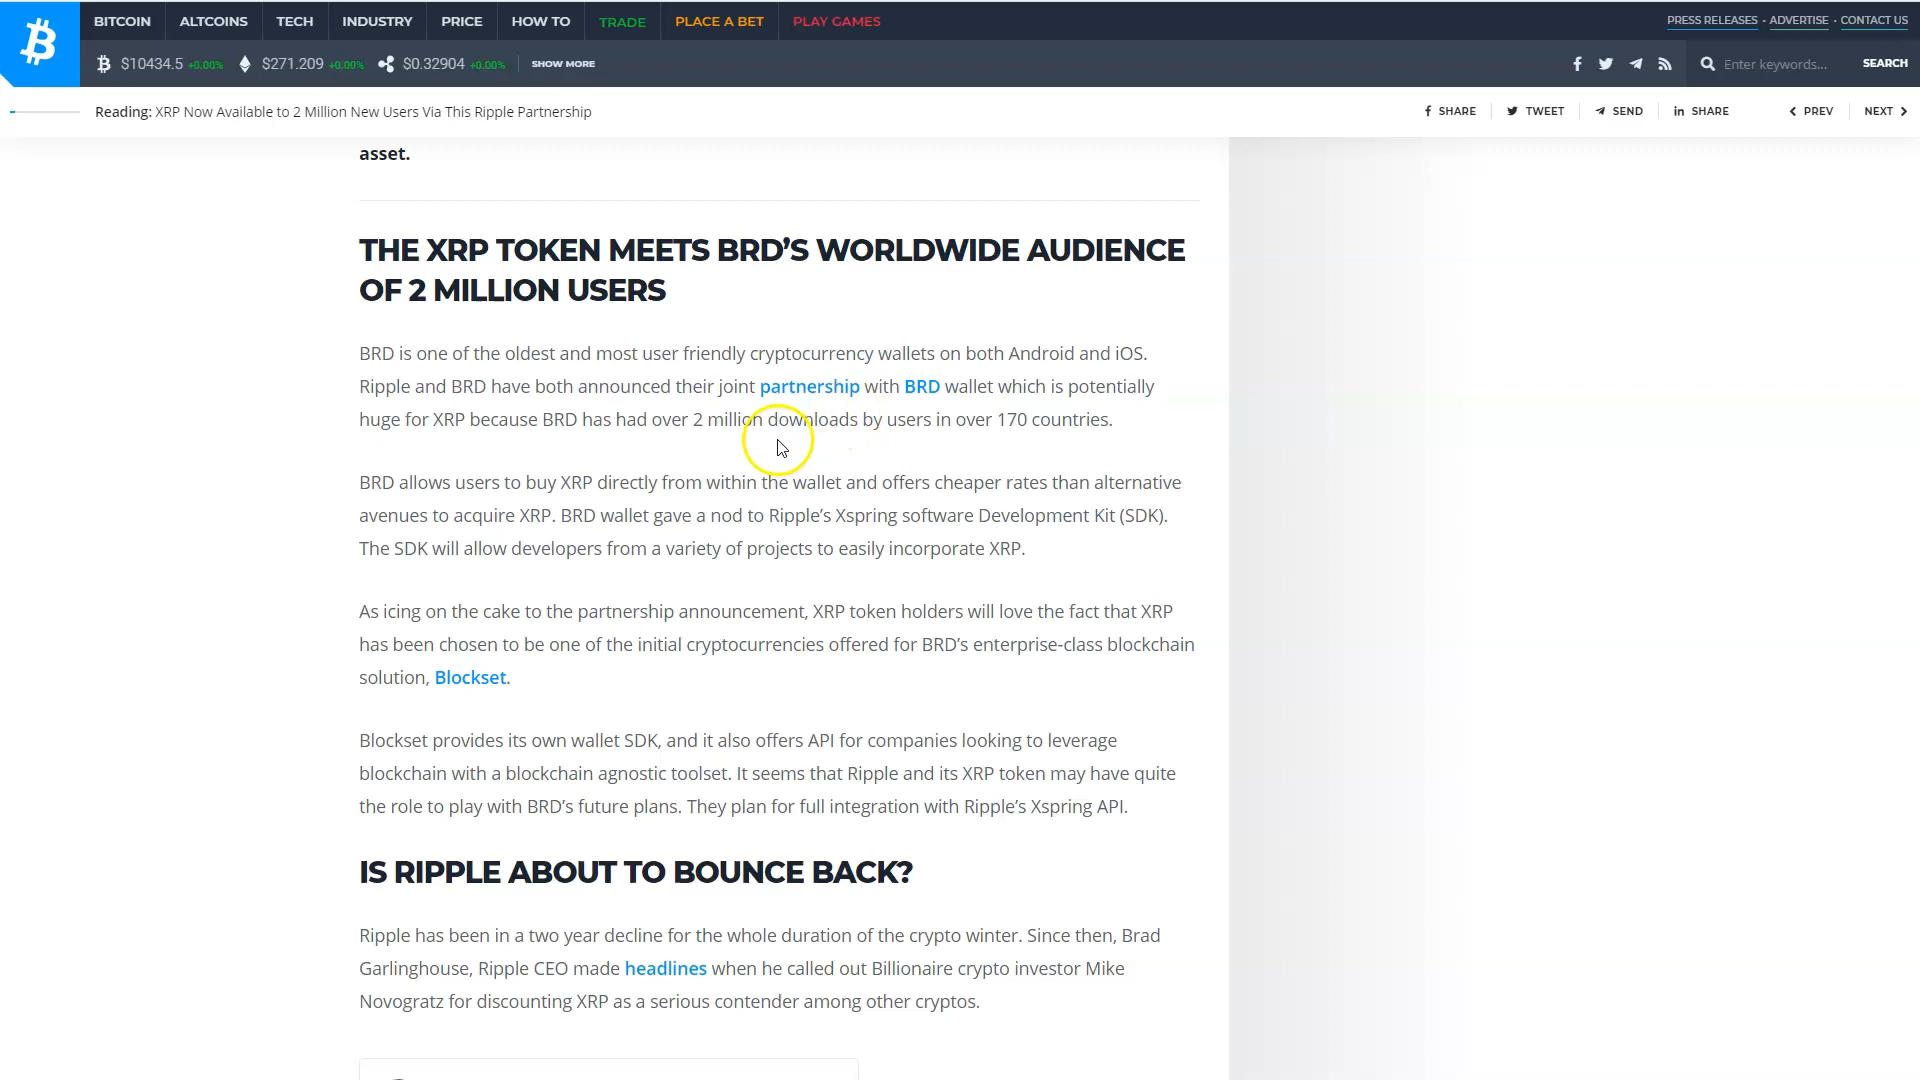 BITCOIN ALTCOINS TECH INDUSTRY PRICE HOW TO TRADE PLACE A BET PLAY GAMES PRESS RELEASES - ADVERTISE - CONTACT US
$10434.5 +0.00% $271.209 +0.00% $0.32904 +0.00% SHOW MORE Enter keywords... SEARCH
Reading: XRP Now Available to 2 Million New Users Via This Ripple Partnership SHARE TWEET SEND SHARE PREV NEXT
asset.
THE XRP TOKEN MEETS BRD’S WORLDWIDE AUDIENCE
OF 2 MILLION USERS
BRD is one of the oldest and most user friendly cryptocurrency wallets on both Android and iOS.
Ripple and BRD have both announced their joint partnership with BRD wallet which is potentially
huge for XRP because BRD has had over 2 million downloads by users in over 170 countries.
BRD allows users to buy XRP directly from within the wallet and offers cheaper rates than alternative
avenues to acquire XRP. BRD wallet gave a nod to Ripple’s Xspring software Development Kit (SDK).
The SDK will allow developers from a variety of projects to easily incorporate XRP.
As icing on the cake to the partnership announcement, XRP token holders will love the fact that XRP
has been chosen to be one of the initial cryptocurrencies offered for BRD’s enterprise-class blockchain
solution, Blockset.
Blockset provides its own wallet SDK, and it also offers API for companies looking to leverage
blockchain with a blockchain agnostic toolset. It seems that Ripple and its XRP token may have quite
the role to play with BRD’s future plans. They plan for full integration with Ripple’s Xspring API.
IS RIPPLE ABOUT TO BOUNCE BACK?
Ripple has been in a two year decline for the whole duration of the crypto winter. Since then, Brad
Garlinghouse, Ripple CEO made headlines when he called out Billionaire crypto investor Mike
Novogratz for discounting XRP as a serious contender among other cryptos.